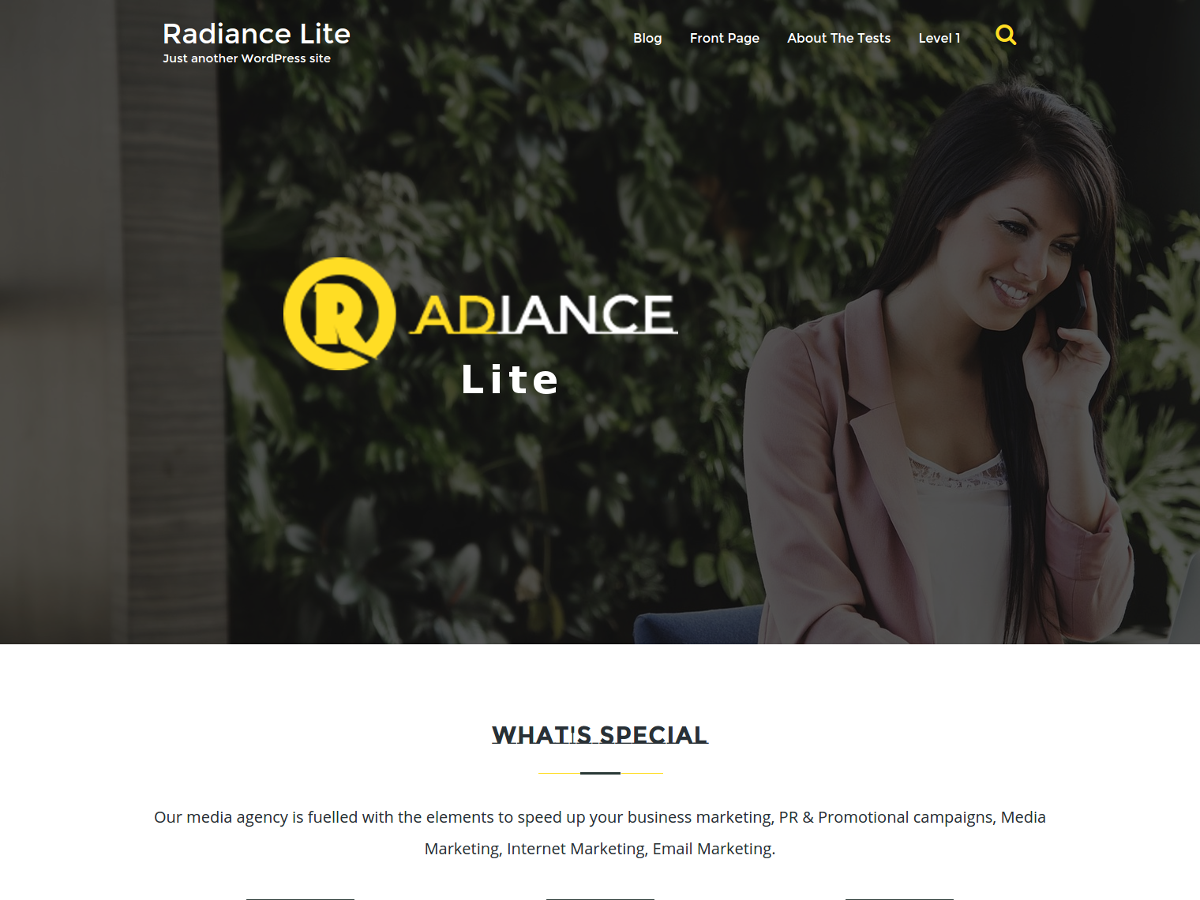 Radiance Lite
Just another WordPress site
Blog Front Page About The Tests Level 1
RADIANCE
Lite
WHAT'S SPECIAL
Our media agency is fuelled with the elements to speed up your business marketing, PR & Promotional campaigns, Media
Marketing, Internet Marketing, Email Marketing.